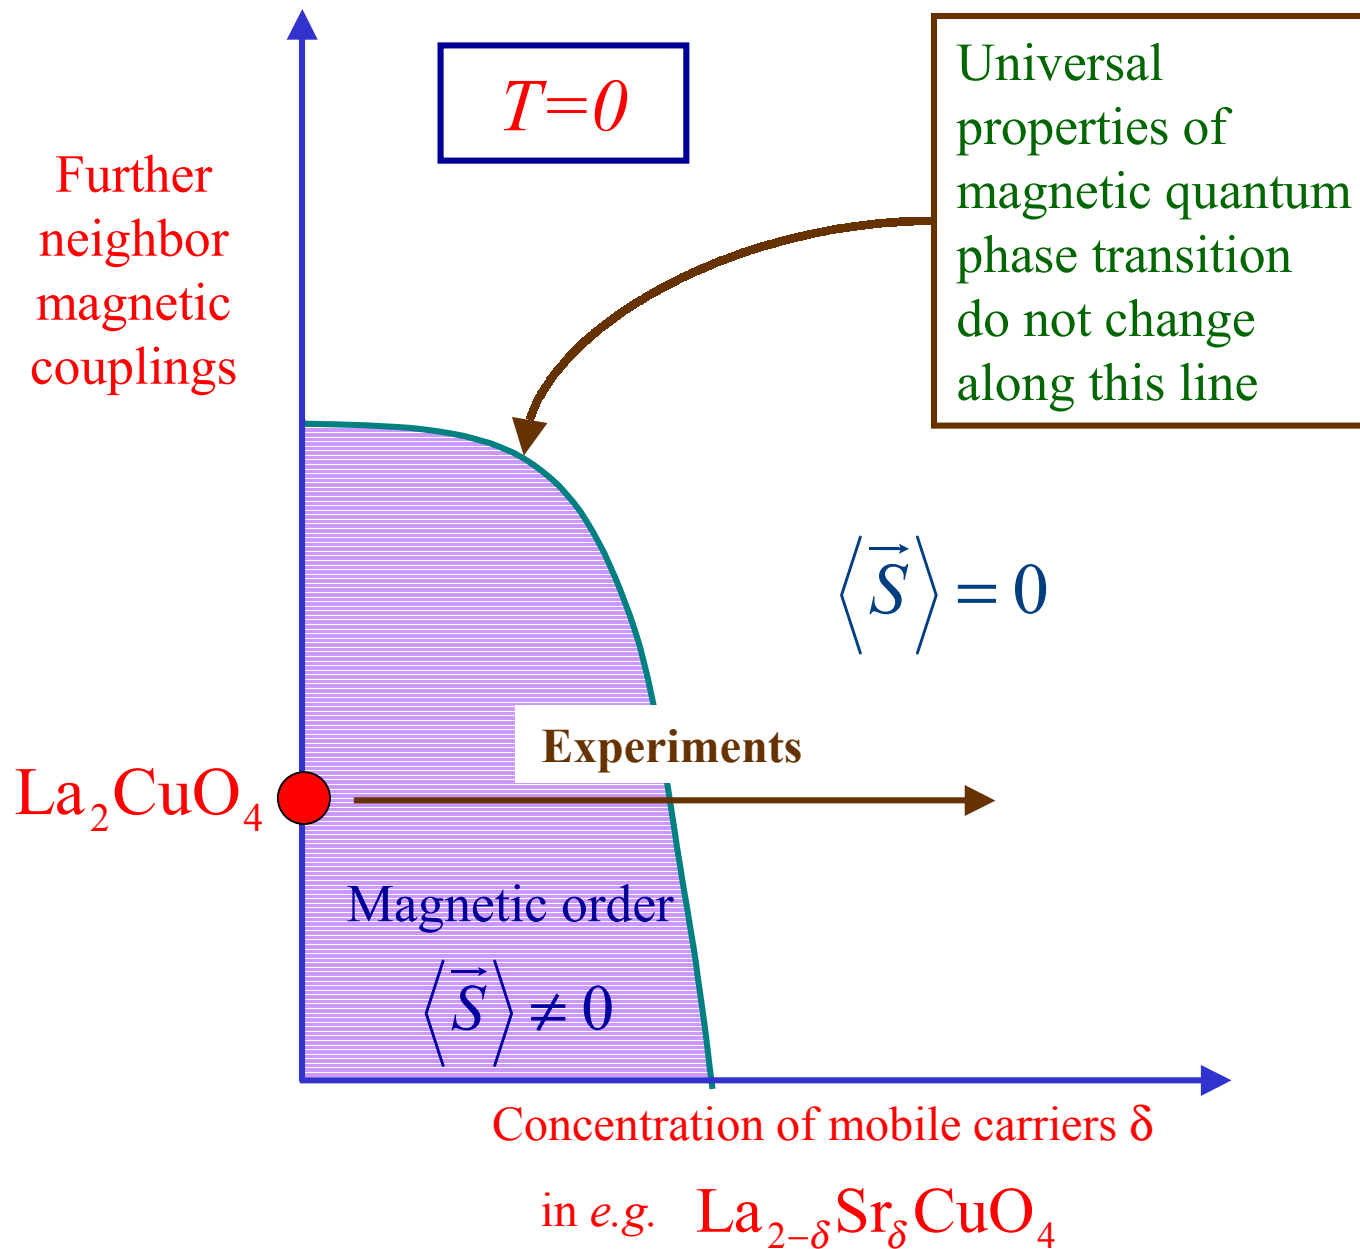 T=0
Universal
properties of
magnetic quantum
phase transition
do not change
along this line
Further
neighbor
magnetic
couplings
⟨S⃗⟩ = 0
Experiments
La₂CuO₄
Magnetic order
⟨S⃗⟩ ≠ 0
Concentration of mobile carriers δ
in e.g. La₂₋δSrδCuO₄